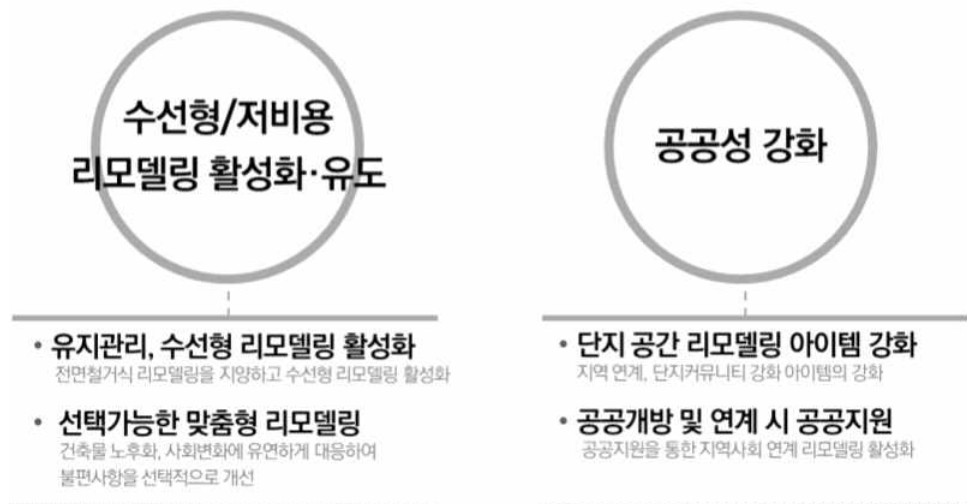 수선형/저비용
리모델링 활성화·유도
• 유지관리, 수선형 리모델링 활성화
전면철거식 리모델링을 지양하고 수선형 리모델링 활성화
• 선택가능한 맞춤형 리모델링
건축물 노후화, 사회변화에 유연하게 대응하여
불편사항을 선택적으로 개선
공공성 강화
• 단지 공간 리모델링 아이템 강화
지역 연계, 단지커뮤니티 강화 아이템의 강화
• 공공개방 및 연계 시 공공지원
공공지원을 통한 지역사회 연계 리모델링 활성화